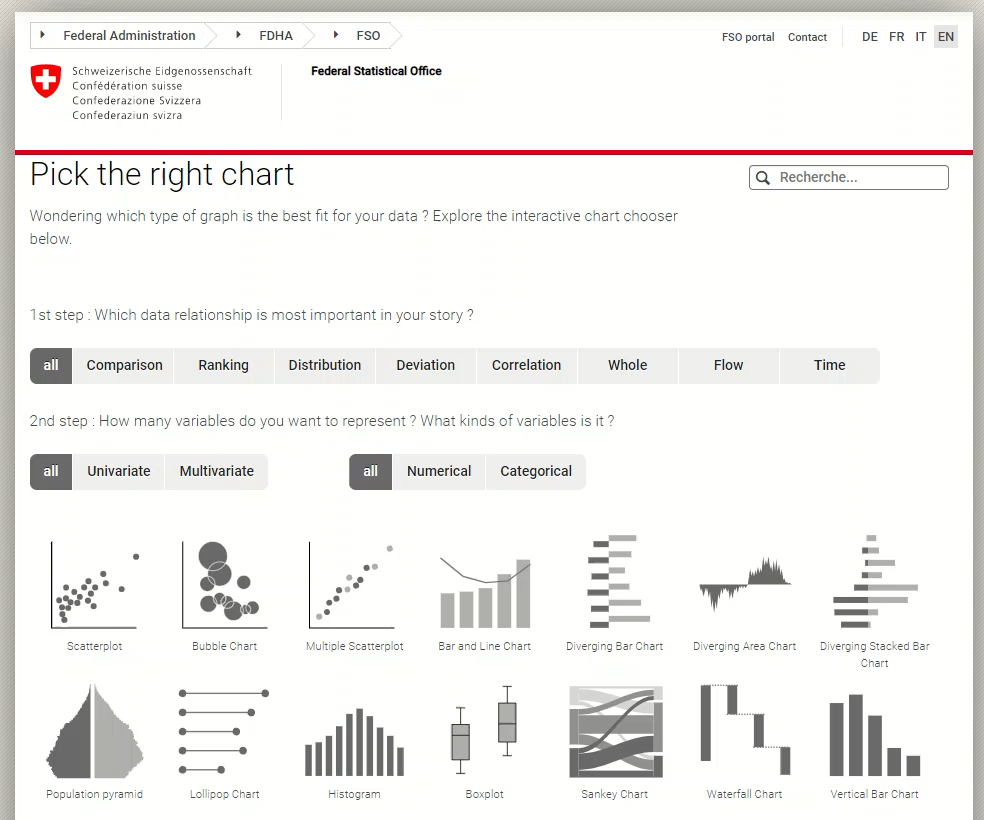 Federal Administration FDHA FSO
FSO portal Contact DE FR IT EN
Schweizerische Eidgenossenschaft
Confédération suisse
Confederazione Svizzera
Confederaziun svizra
Federal Statistical Office
Pick the right chart
Recherche...
Wondering which type of graph is the best fit for your data ? Explore the interactive chart chooser
below.
1st step : Which data relationship is most important in your story ?
all Comparison Ranking Distribution Deviation Correlation Whole Flow Time
2nd step : How many variables do you want to represent ? What kinds of variables is it ?
all Univariate Multivariate all Numerical Categorical
Scatterplot Bubble Chart Multiple Scatterplot Bar and Line Chart Diverging Bar Chart Diverging Area Chart Diverging Stacked Bar
Chart
Population pyramid Lollipop Chart Histogram Boxplot Sankey Chart Waterfall Chart Vertical Bar Chart